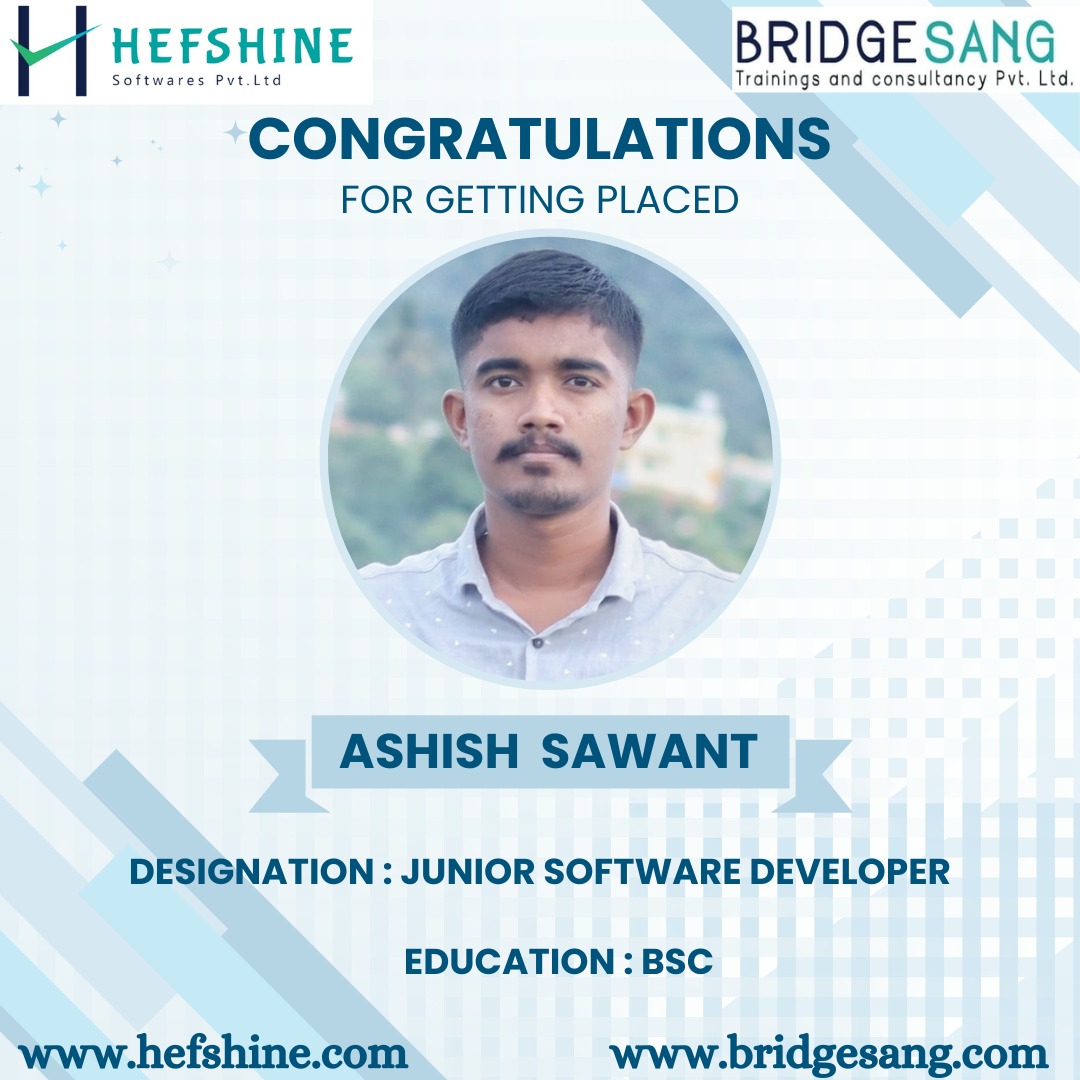 HEFSHINE
Softwares Pvt.Ltd
BRIDGESANG
Trainings and consultancy Pvt. Ltd.
CONGRATULATIONS
FOR GETTING PLACED
ASHISH SAWANT
DESIGNATION : JUNIOR SOFTWARE DEVELOPER
EDUCATION : BSC
www.hefshine.com
www.bridgesang.com